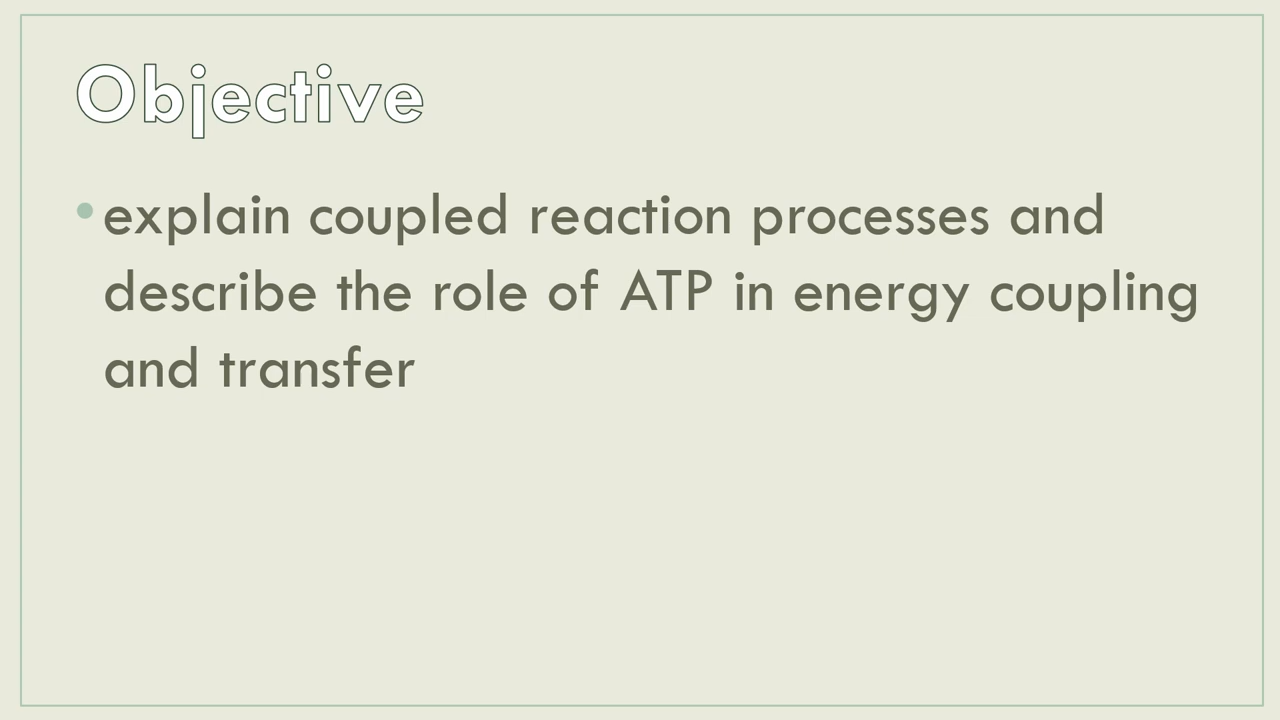 Objective
• explain coupled reaction processes and
describe the role of ATP in energy coupling
and transfer